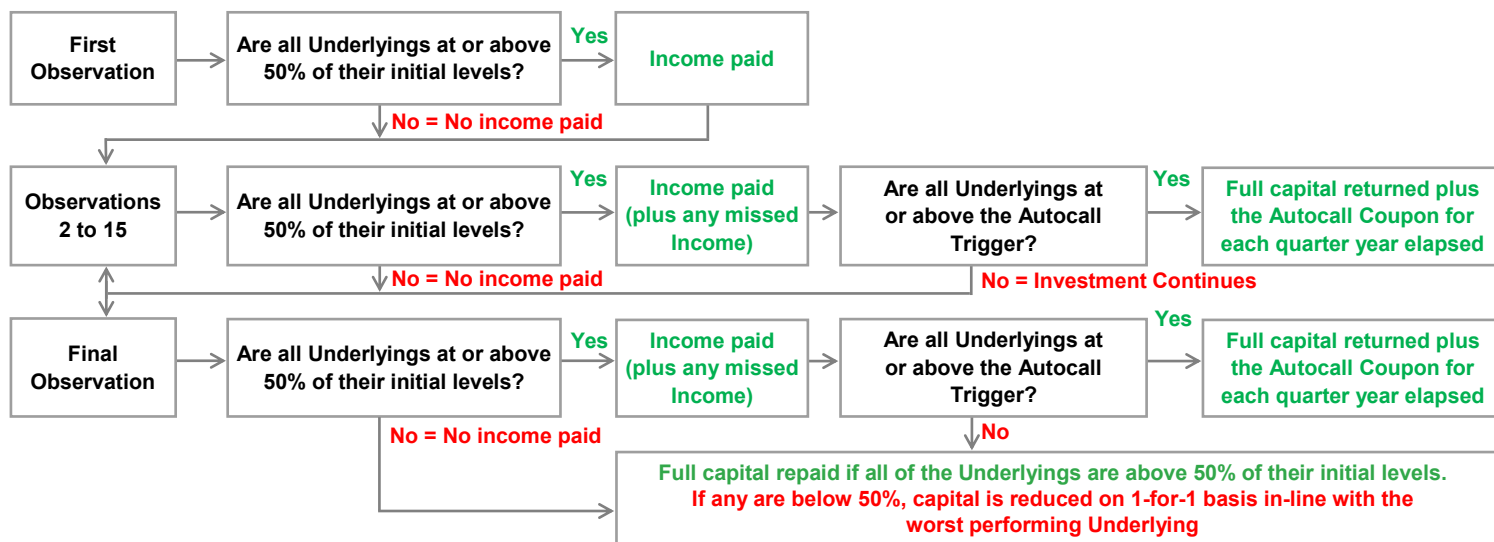 First
Observation
Are all Underlyings at or above
50% of their initial levels?
Yes
Income paid
No = No income paid
Observations
2 to 15
Are all Underlyings at or above
50% of their initial levels?
Yes
Income paid
(plus any missed
Income)
Are all Underlyings at
or above the Autocall
Trigger?
Yes
Full capital returned plus
the Autocall Coupon for
each quarter year elapsed
No = No income paid
No = Investment Continues
Final
Observation
Are all Underlyings at or above
50% of their initial levels?
Yes
Income paid
(plus any missed
Income)
Are all Underlyings at
or above the Autocall
Trigger?
Yes
Full capital returned plus
the Autocall Coupon for
each quarter year elapsed
No = No income paid
No
Full capital repaid if all of the Underlyings are above 50% of their initial levels.
If any are below 50%, capital is reduced on 1-for-1 basis in-line with the
worst performing Underlying